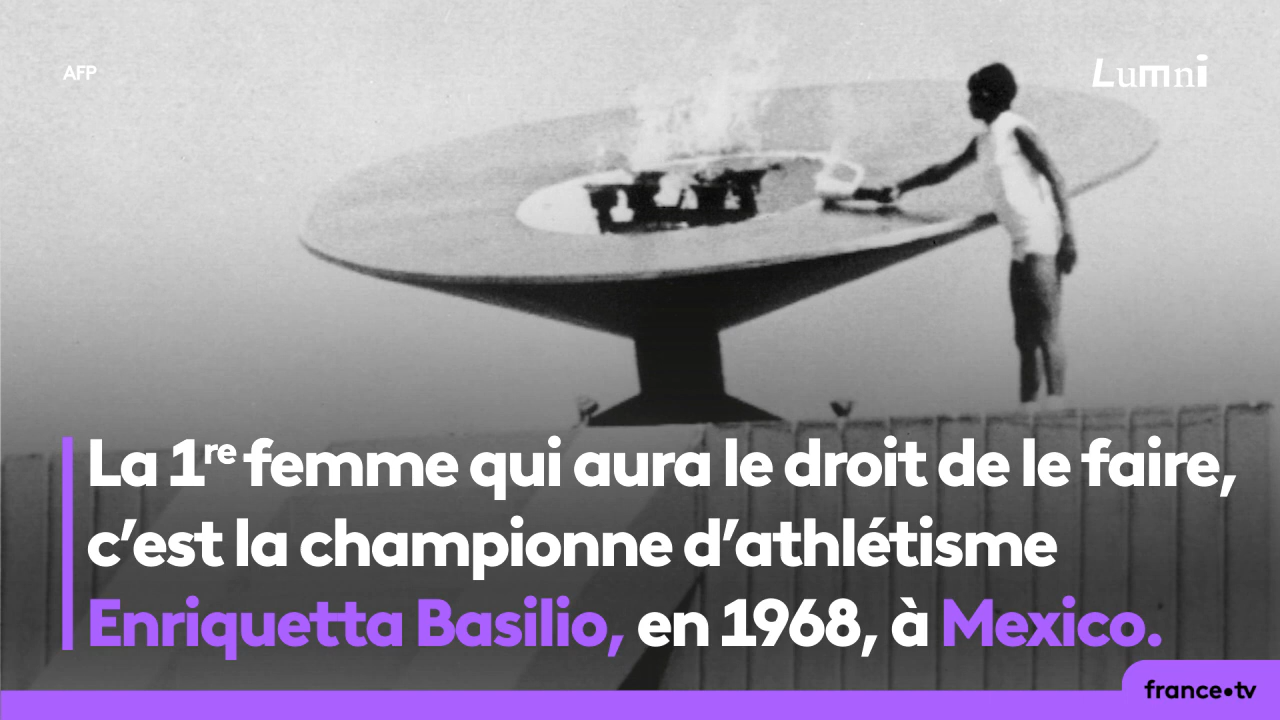 AFP
Lumni
La 1re femme qui aura le droit de le faire,
c’est la championne d’athlétisme
Enriquetta Basilio, en 1968, à Mexico.
france•tv